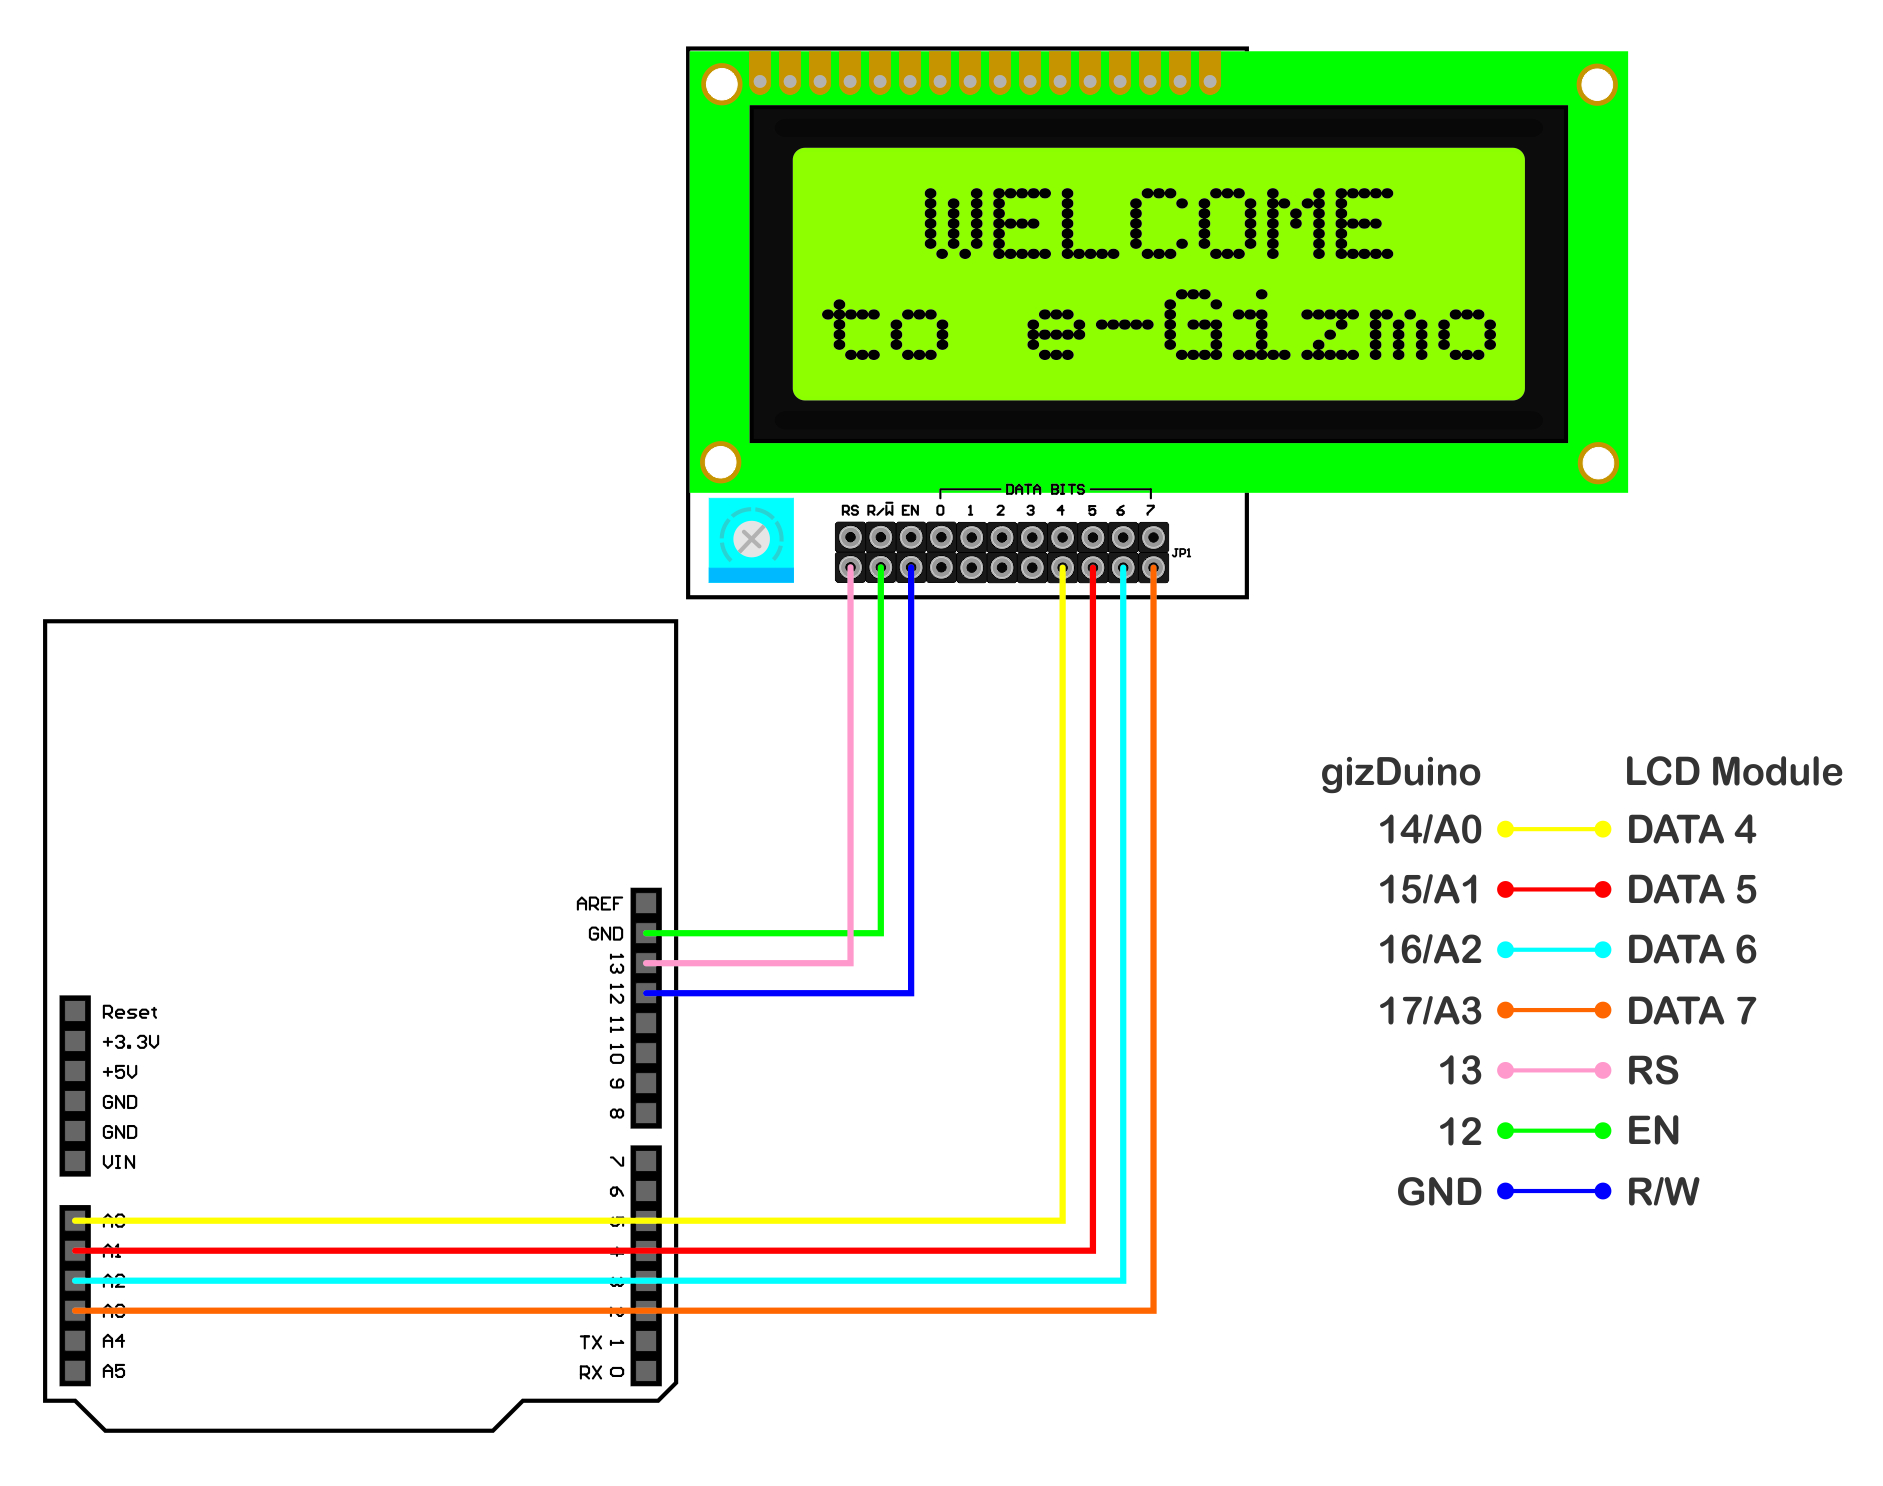 WELCOME
to e-Gizmo
DATA BITS
RS R/W̅ EN 0 1 2 3 4 5 6 7
JP1
AREF
GND
13
12
11
10
9
8
7
6
5
4
3
2
TX 1
RX 0
Reset
+3.3V
+5V
GND
GND
VIN
A0
A1
A2
A3
A4
A5
gizDuino LCD Module
14/A0 DATA 4
15/A1 DATA 5
16/A2 DATA 6
17/A3 DATA 7
13 RS
12 EN
GND R/W